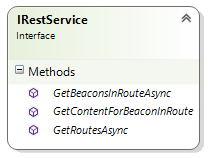 IRestService
Interface
Methods
GetBeaconsInRouteAsync
GetContentForBeaconInRoute
GetRoutesAsync